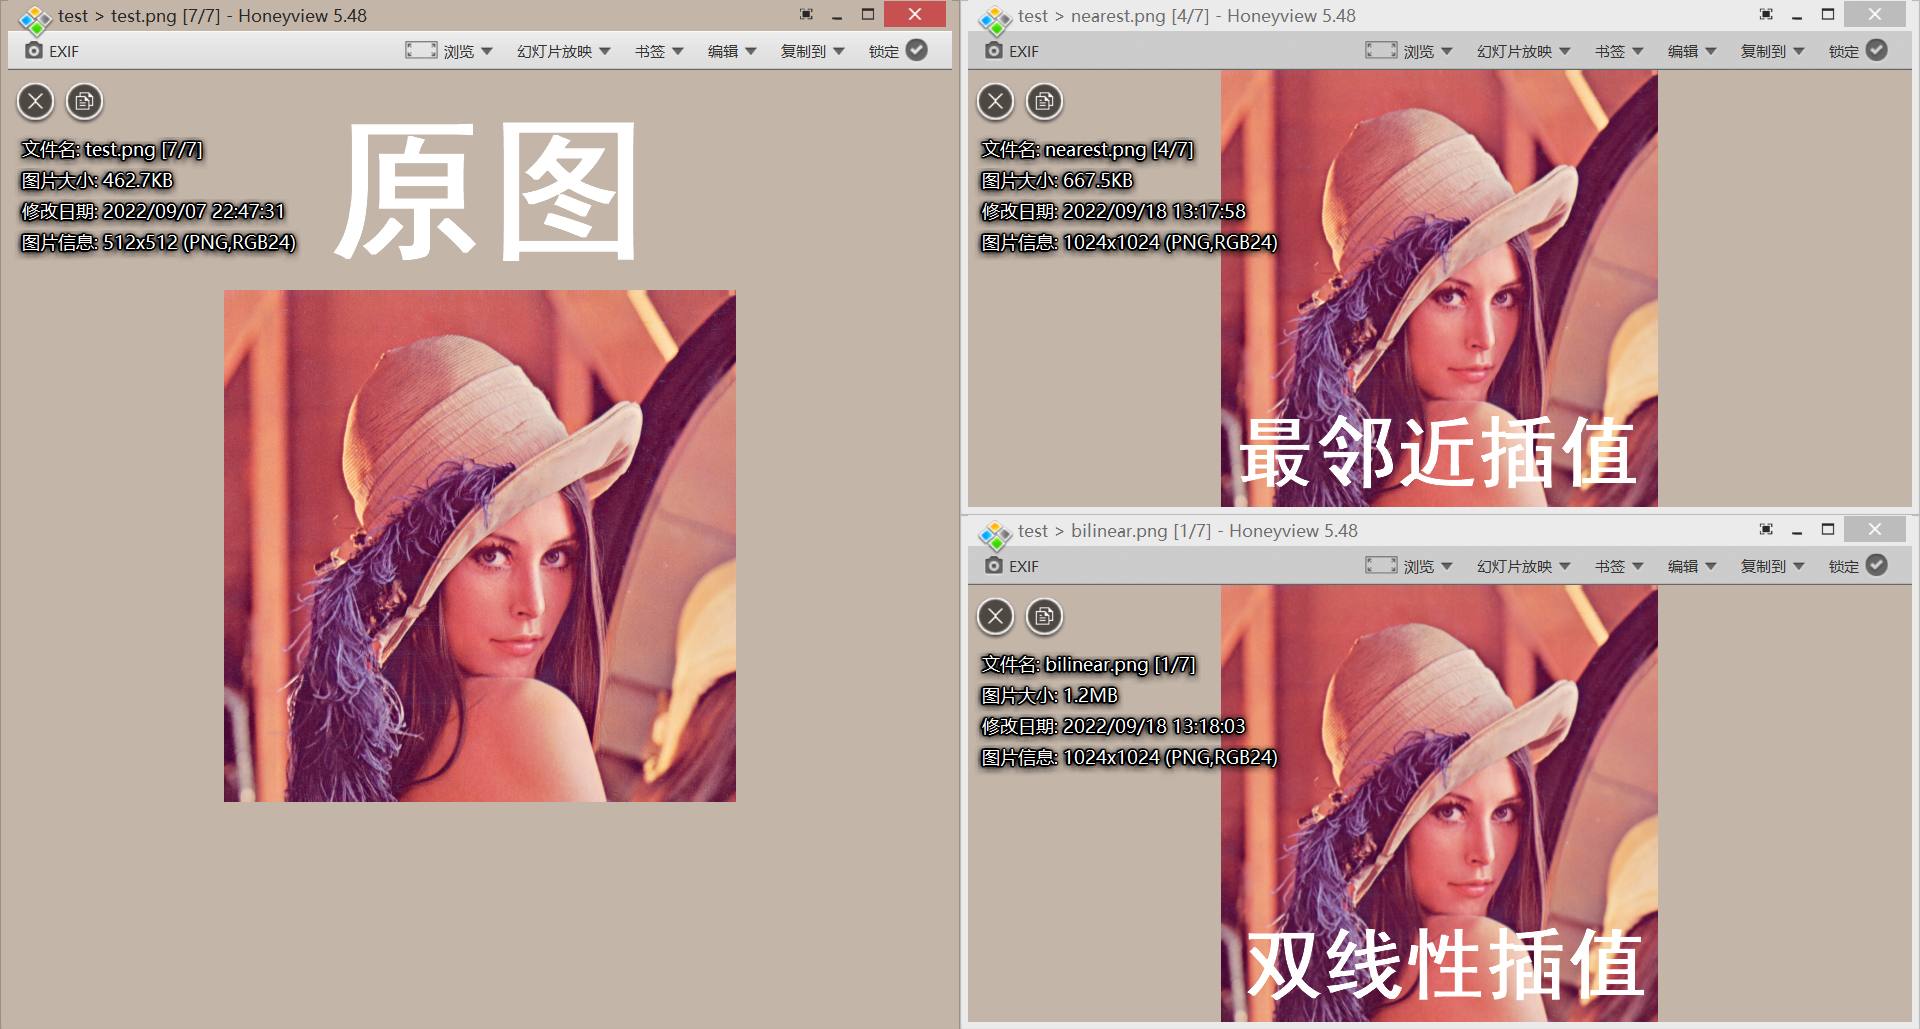 test > test.png [7/7] - Honeyview 5.48
EXIF
浏览
幻灯片放映
书签
编辑
复制到
锁定
文件名: test.png [7/7]
图片大小: 462.7KB
修改日期: 2022/09/07 22:47:31
图片信息: 512x512 (PNG,RGB24)
原图
test > nearest.png [4/7] - Honeyview 5.48
EXIF
浏览
幻灯片放映
书签
编辑
复制到
锁定
文件名: nearest.png [4/7]
图片大小: 667.5KB
修改日期: 2022/09/18 13:17:58
图片信息: 1024x1024 (PNG,RGB24)
最邻近插值
test > bilinear.png [1/7] - Honeyview 5.48
EXIF
浏览
幻灯片放映
书签
编辑
复制到
锁定
文件名: bilinear.png [1/7]
图片大小: 1.2MB
修改日期: 2022/09/18 13:18:03
图片信息: 1024x1024 (PNG,RGB24)
双线性插值